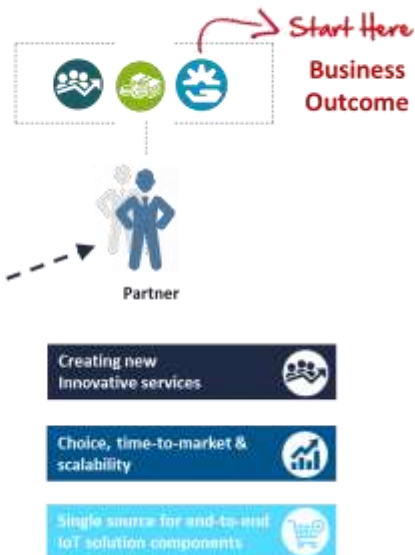 Start Here
Business
Outcome
Partner
Creating new
Innovative services
Choice, time-to-market &
scalability
Single source for end-to-end
IoT solution components